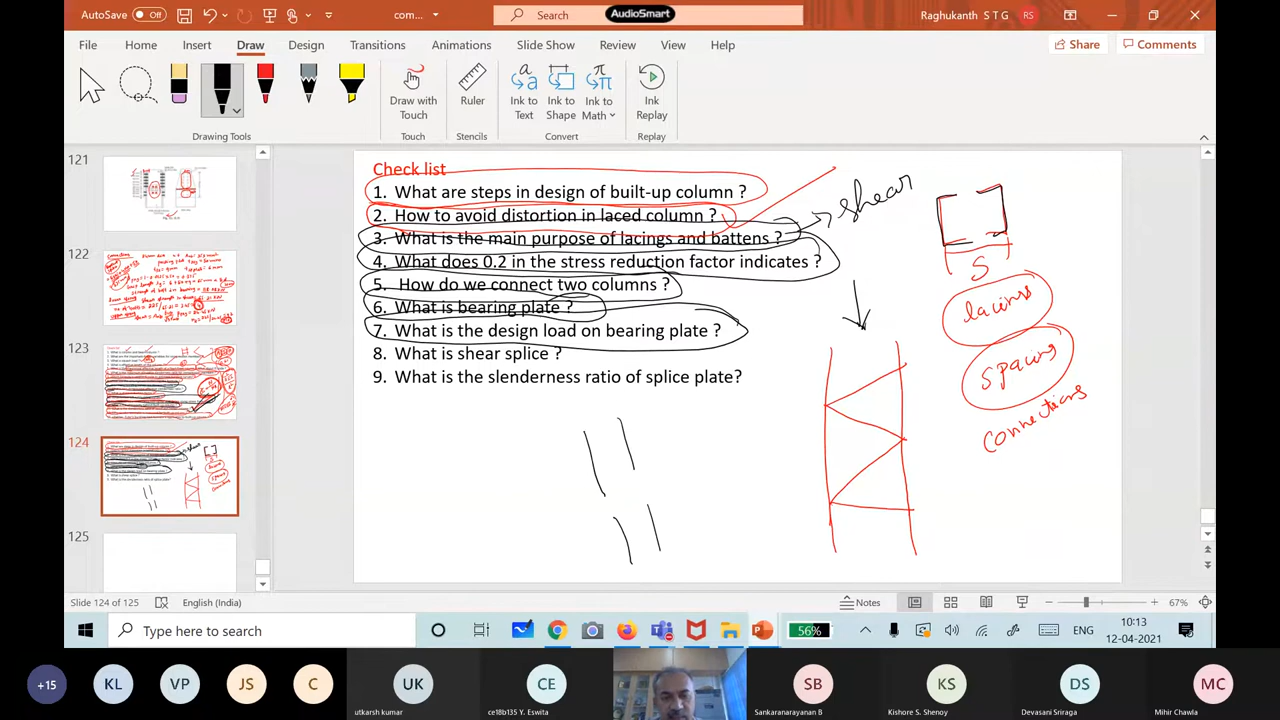 AutoSave Off com... Search AudioSmart Raghukanth S T G RS
File Home Insert Draw Design Transitions Animations Slide Show Review View Help Share Comments
Draw with Touch Ruler Ink to Text Ink to Shape Ink to Math Ink Replay
Drawing Tools Touch Stencils Convert Replay
121
122
123
124
125
Check list
1. What are steps in design of built-up column ?
2. How to avoid distortion in laced column ?
3. What is the main purpose of lacings and battens ?
4. What does 0.2 in the stress reduction factor indicates ?
5. How do we connect two columns ?
6. What is bearing plate ?
7. What is the design load on bearing plate ?
8. What is shear splice ?
9. What is the slenderness ratio of splice plate?
shear
S
lacings
spacing
connections
Slide 124 of 125 English (India) Notes 67%
Type here to search 56% ENG 10:13
12-04-2021
+15 KL VP JS C UK CE SB KS DS MC
utkarsh kumar ce18b135 Y. Eswita Sankaranarayanan B Kishore S. Shenoy Devasani Sriraga Mihir Chawla